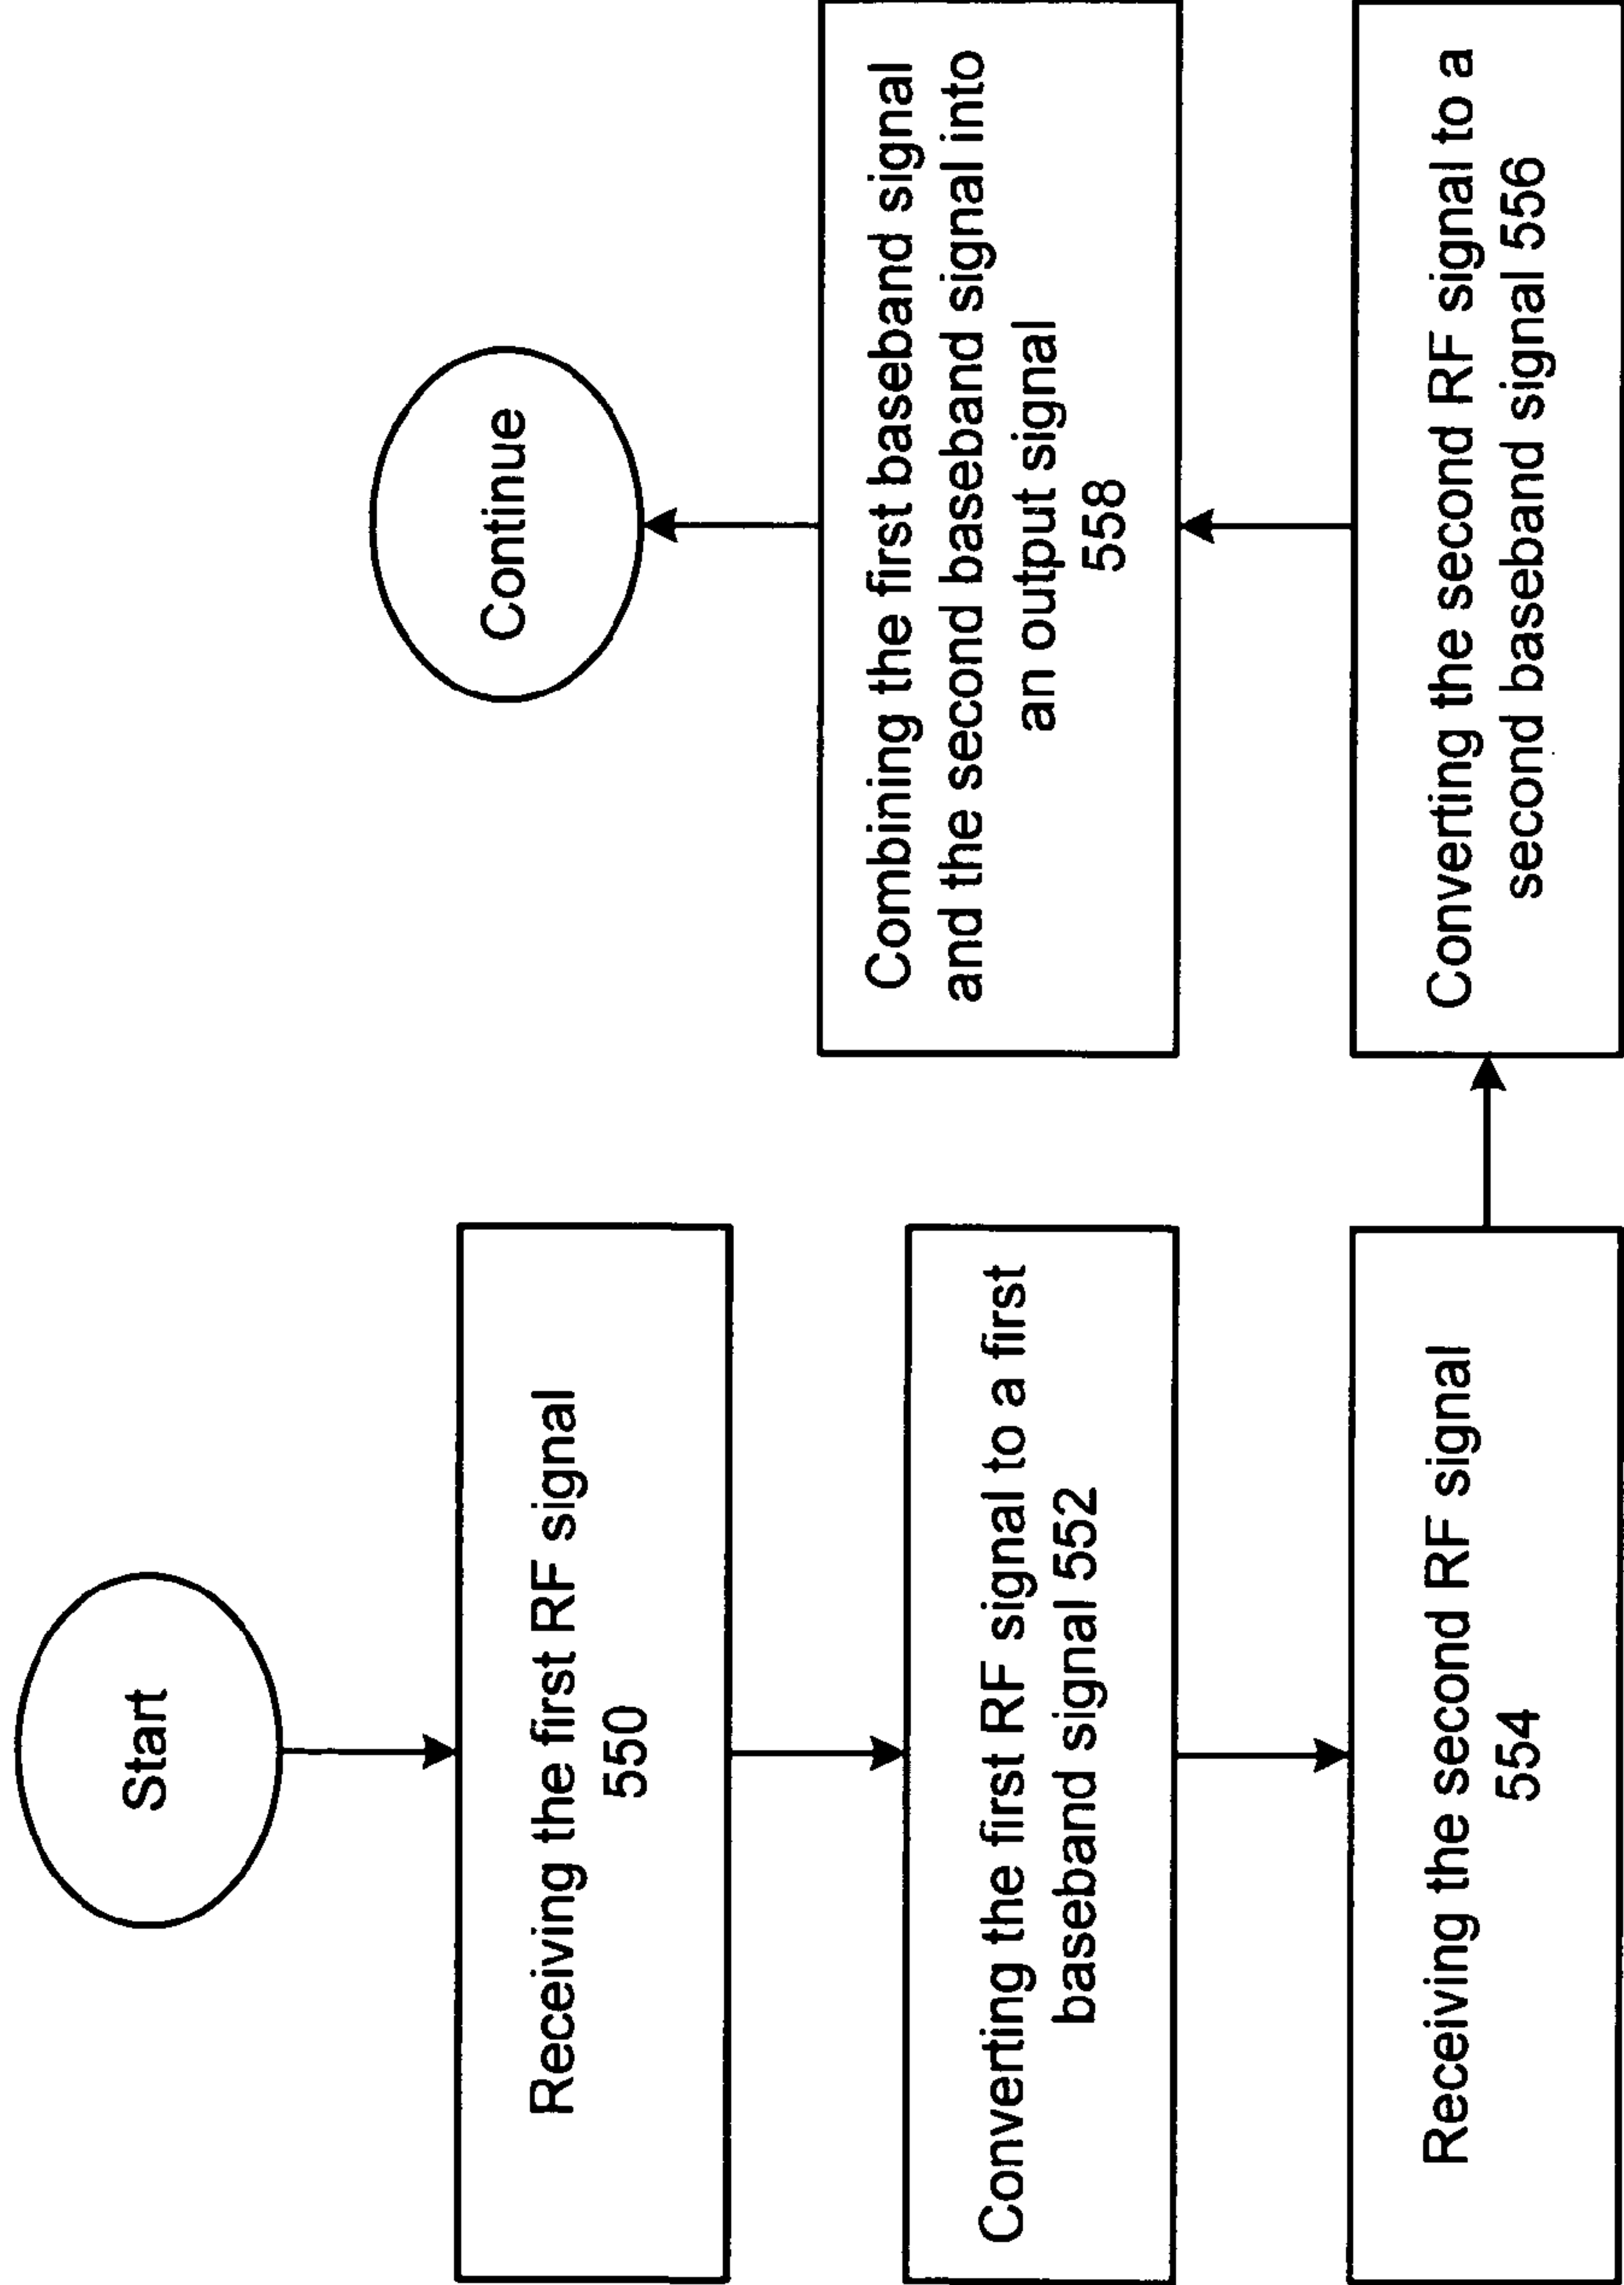 Start
Receiving the first RF signal
550
Converting the first RF signal to a first
baseband signal 552
Receiving the second RF signal
554
Converting the second RF signal to a
second baseband signal 556
Combining the first baseband signal
and the second baseband signal into
an output signal
558
Continue